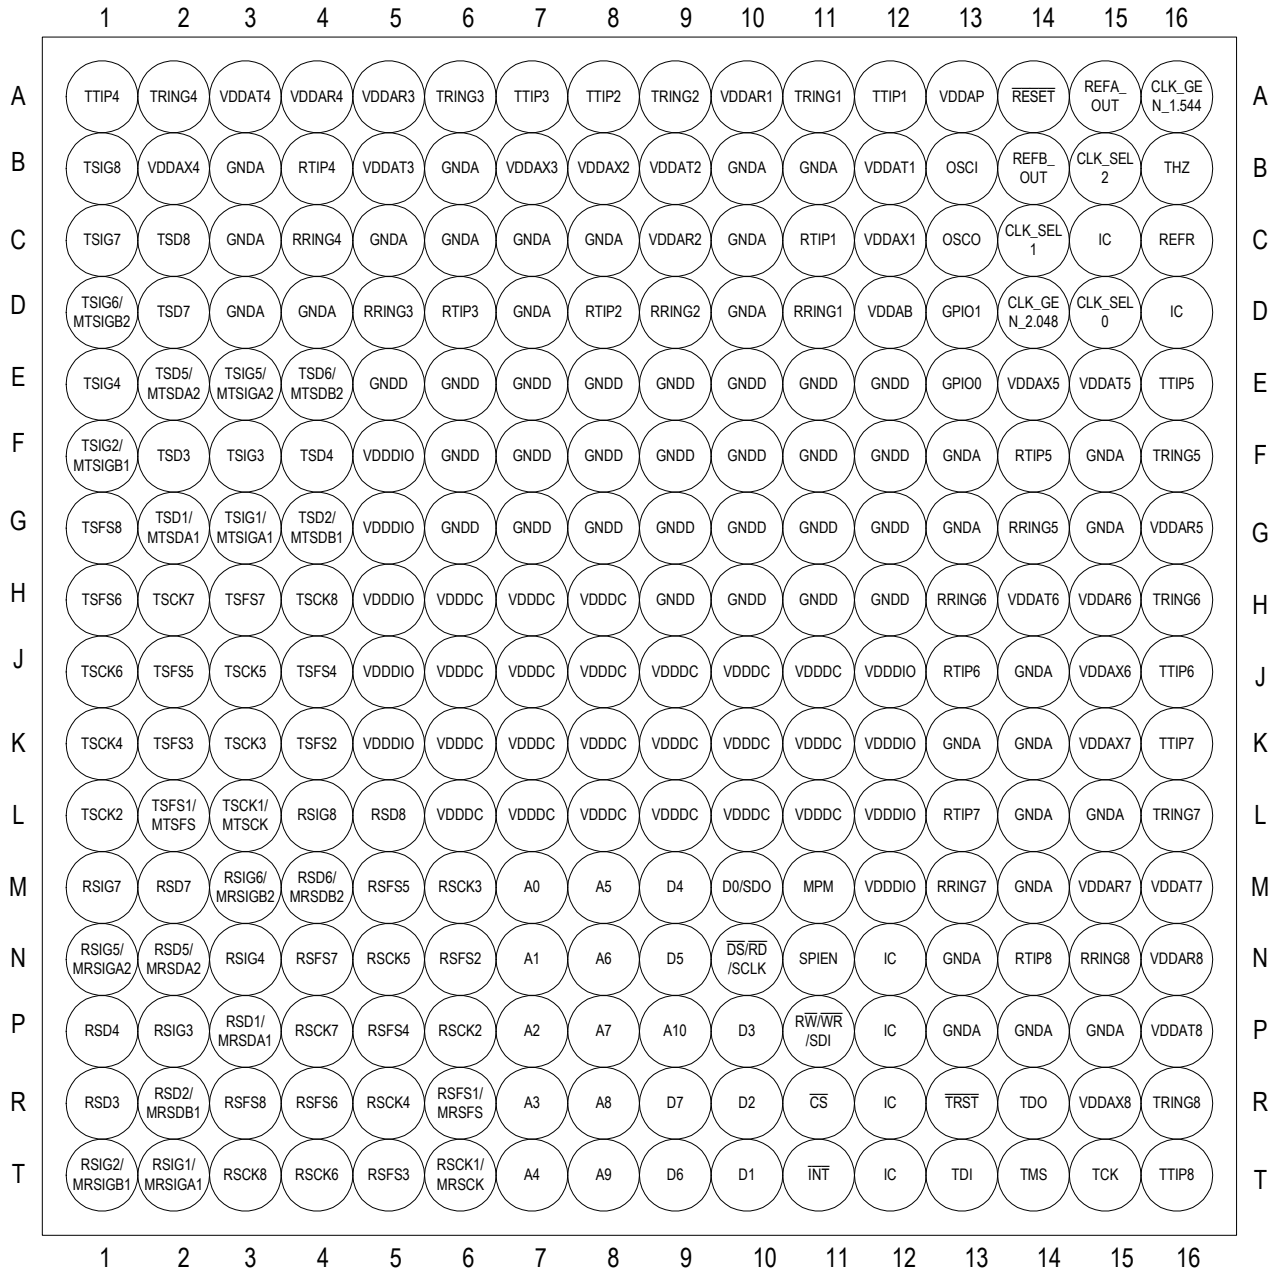 1 2 3 4 5 6 7 8 9 10 11 12 13 14 15 16
A TTIP4 TRING4 VDDAT4 VDDAR4 VDDAR3 TRING3 TTIP3 TTIP2 TRING2 VDDAR1 TRING1 TTIP1 VDDAP RESET REFA_ OUT CLK_GE N_1.544 A
B TSIG8 VDDAX4 GNDA RTIP4 VDDAT3 GNDA VDDAX3 VDDAX2 VDDAT2 GNDA GNDA VDDAT1 OSCI REFB_ OUT CLK_SEL 2 THZ B
C TSIG7 TSD8 GNDA RRING4 GNDA GNDA GNDA GNDA VDDAR2 GNDA RTIP1 VDDAX1 OSCO CLK_SEL 1 IC REFR C
D TSIG6/ MTSIGB2 TSD7 GNDA GNDA RRING3 RTIP3 GNDA RTIP2 RRING2 GNDA RRING1 VDDAB GPIO1 CLK_GE N_2.048 CLK_SEL 0 IC D
E TSIG4 TSD5/ MTSDA2 TSIG5/ MTSIGA2 TSD6/ MTSDB2 GNDD GNDD GNDD GNDD GNDD GNDD GNDD GNDD GPIO0 VDDAX5 VDDAT5 TTIP5 E
F TSIG2/ MTSIGB1 TSD3 TSIG3 TSD4 VDDDIO GNDD GNDD GNDD GNDD GNDD GNDD GNDD GNDA RTIP5 GNDA TRING5 F
G TSFS8 TSD1/ MTSDA1 TSIG1/ MTSIGA1 TSD2/ MTSDB1 VDDDIO GNDD GNDD GNDD GNDD GNDD GNDD GNDD GNDA RRING5 GNDA VDDAR5 G
H TSFS6 TSCK7 TSFS7 TSCK8 VDDDIO VDDDC VDDDC VDDDC GNDD GNDD GNDD GNDD RRING6 VDDAT6 VDDAR6 TRING6 H
J TSCK6 TSFS5 TSCK5 TSFS4 VDDDIO VDDDC VDDDC VDDDC VDDDC VDDDC VDDDC VDDDIO RTIP6 GNDA VDDAX6 TTIP6 J
K TSCK4 TSFS3 TSCK3 TSFS2 VDDDIO VDDDC VDDDC VDDDC VDDDC VDDDC VDDDC VDDDIO GNDA GNDA VDDAX7 TTIP7 K
L TSCK2 TSFS1/ MTSFS TSCK1/ MTSCK RSIG8 RSD8 VDDDC VDDDC VDDDC VDDDC VDDDC VDDDC VDDDIO RTIP7 GNDA GNDA TRING7 L
M RSIG7 RSD7 RSIG6/ MRSIGB2 RSD6/ MRSDB2 RSFS5 RSCK3 A0 A5 D4 D0/SDO MPM VDDDIO RRING7 GNDA VDDAR7 VDDAT7 M
N RSIG5/ MRSIGA2 RSD5/ MRSDA2 RSIG4 RSFS7 RSCK5 RSFS2 A1 A6 D5 DS/RD /SCLK SPIEN IC GNDA RTIP8 RRING8 VDDAR8 N
P RSD4 RSIG3 RSD1/ MRSDA1 RSCK7 RSFS4 RSCK2 A2 A7 A10 D3 RW/WR /SDI IC GNDA GNDA GNDA VDDAT8 P
R RSD3 RSD2/ MRSDB1 RSFS8 RSFS6 RSCK4 RSFS1/ MRSFS A3 A8 D7 D2 CS IC TRST TDO VDDAX8 TRING8 R
T RSIG2/ MRSIGB1 RSIG1/ MRSIGA1 RSCK8 RSCK6 RSFS3 RSCK1/ MRSCK A4 A9 D6 D1 INT IC TDI TMS TCK TTIP8 T
1 2 3 4 5 6 7 8 9 10 11 12 13 14 15 16